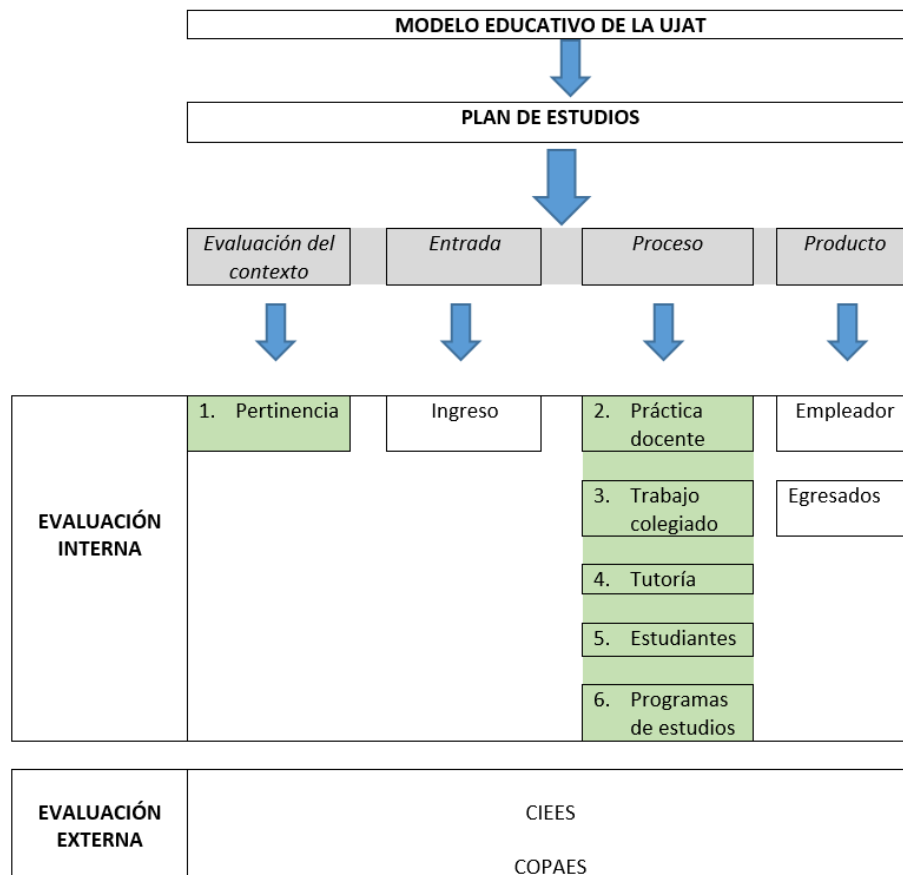 MODELO EDUCATIVO DE LA UJAT
PLAN DE ESTUDIOS
Evaluación del
contexto
Entrada
Proceso
Producto
EVALUACIÓN
INTERNA
1. Pertinencia
Ingreso
2. Práctica
docente
3. Trabajo
colegiado
4. Tutoría
5. Estudiantes
6. Programas
de estudios
Empleador
Egresados
EVALUACIÓN
EXTERNA
CIEES
COPAES